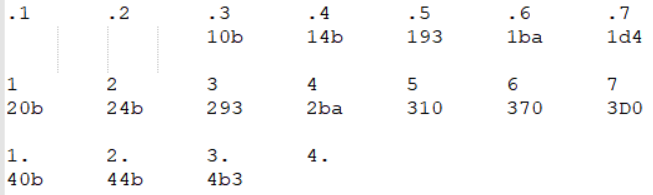 .1 .2 .3 .4 .5 .6 .7
10b 14b 193 1ba 1d4
1 2 3 4 5 6 7
20b 24b 293 2ba 310 370 3D0
1. 2. 3. 4.
40b 44b 4b3